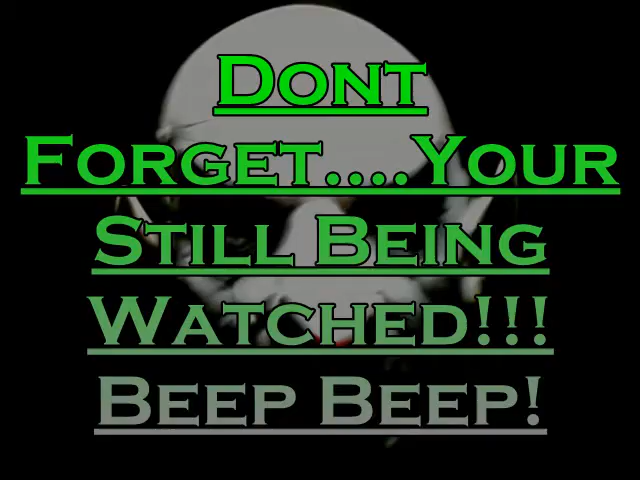 Dont
Forget....Your
Still Being
Watched!!!
Beep Beep!